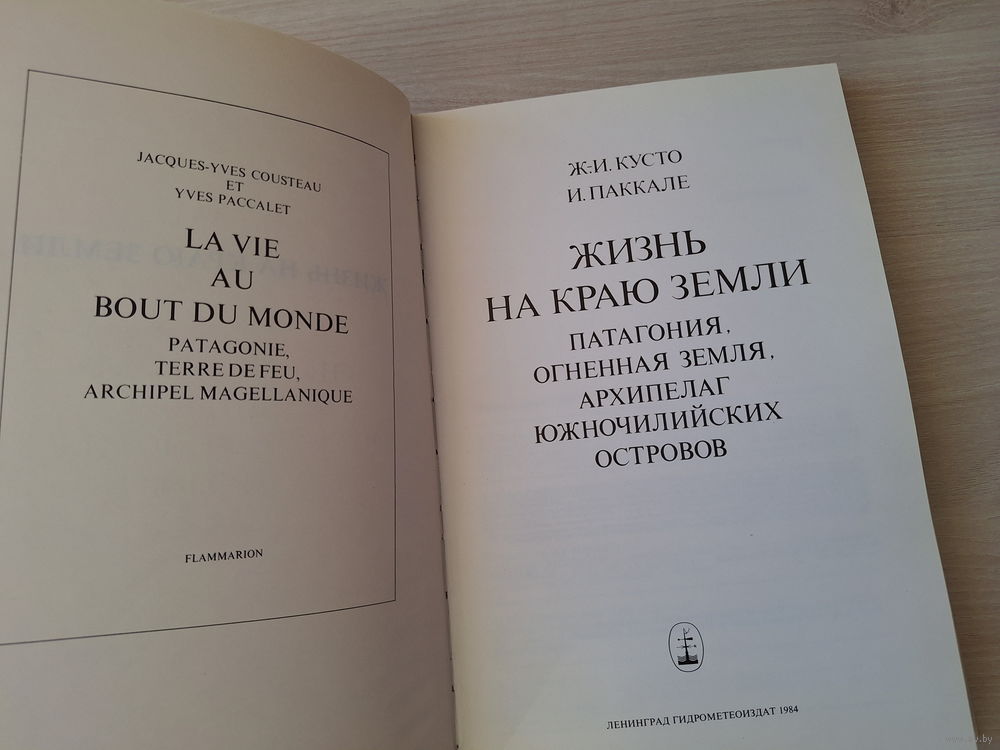 JACQUES-YVES COUSTEAU
ET
YVES PACCALET
LA VIE
AU
BOUT DU MONDE
PATAGONIE,
TERRE DE FEU,
ARCHIPEL MAGELLANIQUE
FLAMMARION
Ж.-И. КУСТО
И. ПАККАЛЕ
ЖИЗНЬ
НА КРАЮ ЗЕМЛИ
ПАТАГОНИЯ,
ОГНЕННАЯ ЗЕМЛЯ,
АРХИПЕЛАГ
ЮЖНОЧИЛИЙСКИХ
ОСТРОВОВ
ЛЕНИНГРАД ГИДРОМЕТЕОИЗДАТ 1984